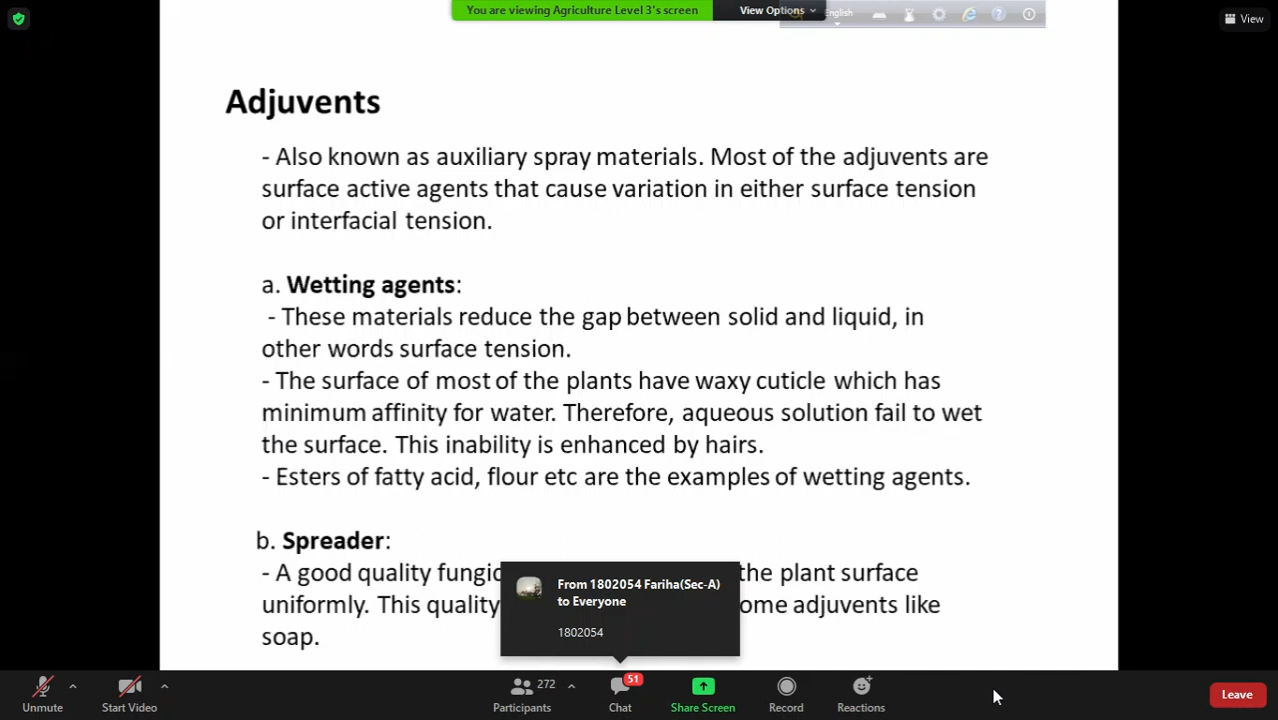 You are viewing Agriculture Level 3's screen
View Options
English
View
Adjuvents
- Also known as auxiliary spray materials. Most of the adjuvents are
surface active agents that cause variation in either surface tension
or interfacial tension.
a. Wetting agents:
- These materials reduce the gap between solid and liquid, in
other words surface tension.
- The surface of most of the plants have waxy cuticle which has
minimum affinity for water. Therefore, aqueous solution fail to wet
the surface. This inability is enhanced by hairs.
- Esters of fatty acid, flour etc are the examples of wetting agents.
b. Spreader:
- A good quality the plant surface
uniformly. This quality adjuvents like
soap.
From 1802054 Fariha(Sec-A)
to Everyone
1802054
Unmute
Start Video
272
Participants
51
Chat
Share Screen
Record
Reactions
Leave